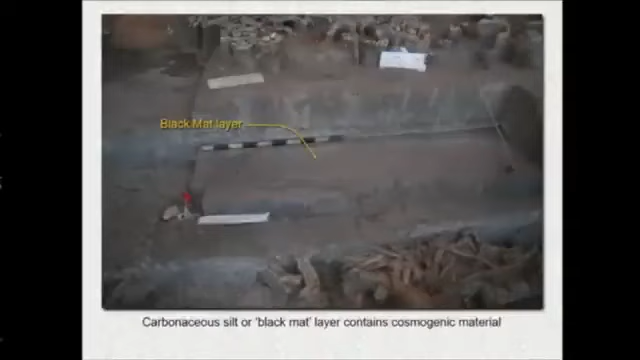 Black Mat layer
Carbonaceous silt or 'black mat' layer contains cosmogenic material